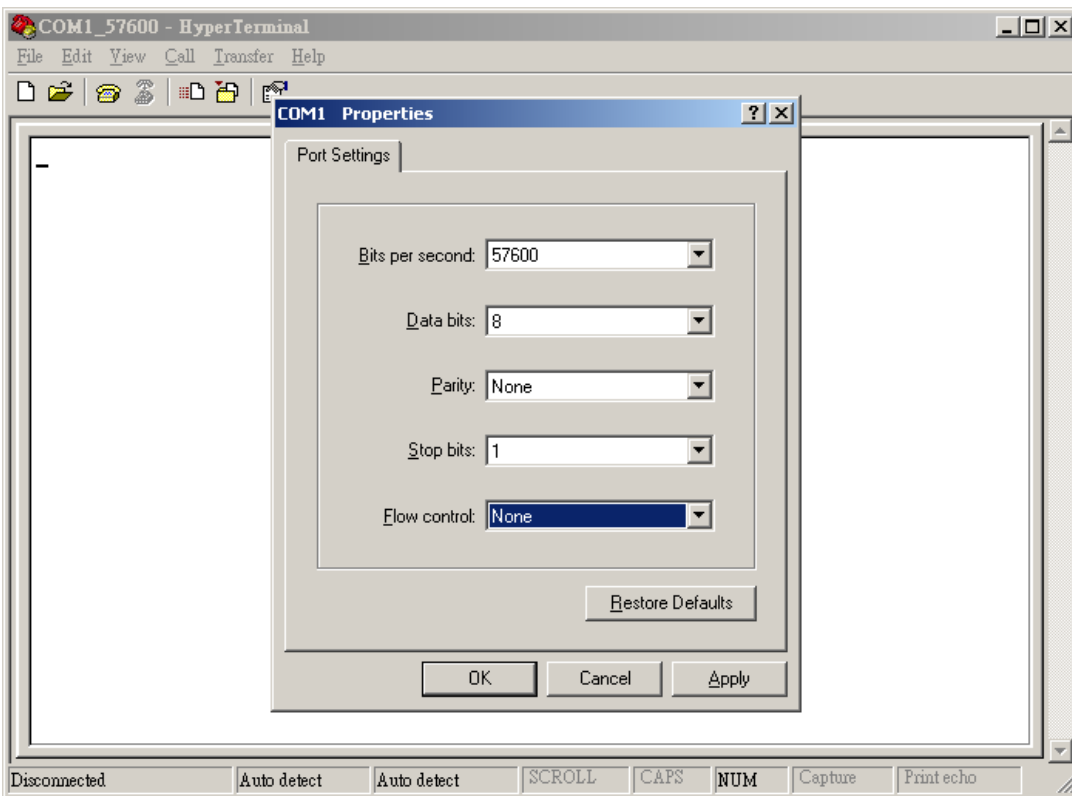 COM1_57600 - HyperTerminal
File Edit View Call Transfer Help
COM1 Properties
Port Settings
Bits per second: 57600
Data bits: 8
Parity: None
Stop bits: 1
Flow control: None
Restore Defaults
OK Cancel Apply
Disconnected Auto detect Auto detect SCROLL CAPS NUM Capture Print echo